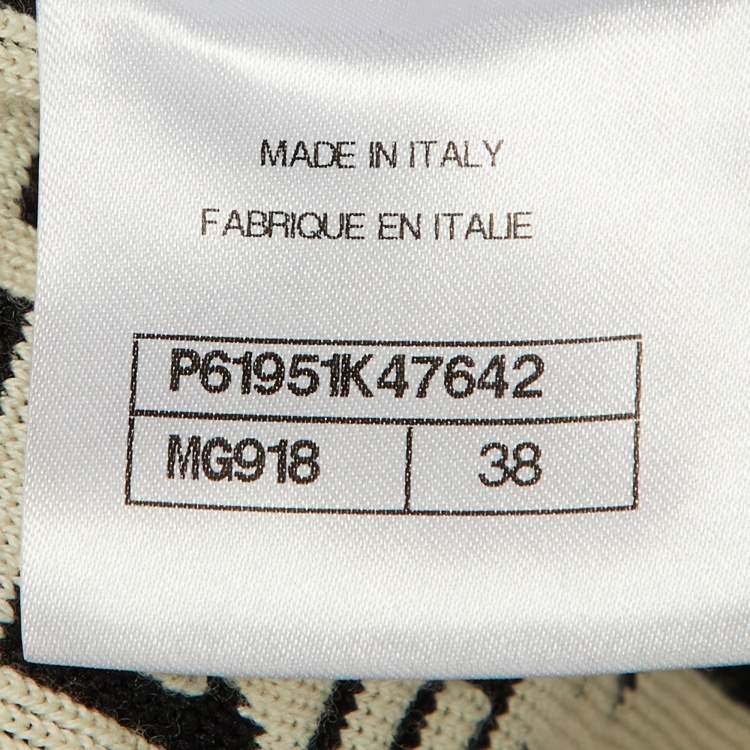 MADE IN ITALY
FABRIQUE EN ITALIE
P61951K47642
MG918 38